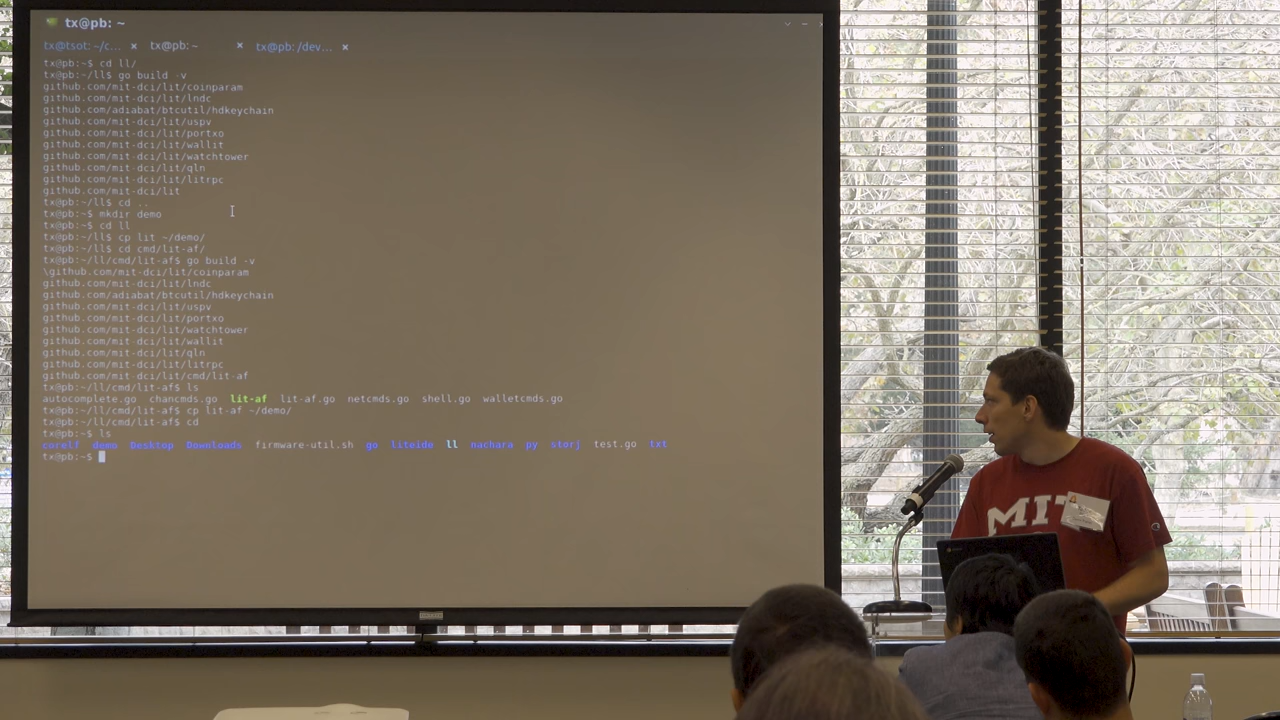 tx@pb: ~
tx@tsot: ~/c... × tx@pb: ~ × tx@pb: /dev... ×
tx@pb:~$ cd ll/
tx@pb:~/ll$ go build -v
github.com/mit-dci/lit/coinparam
github.com/mit-dci/lit/lndc
github.com/adiabat/btcutil/hdkeychain
github.com/mit-dci/lit/uspv
github.com/mit-dci/lit/portxo
github.com/mit-dci/lit/wallit
github.com/mit-dci/lit/watchtower
github.com/mit-dci/lit/qln
github.com/mit-dci/lit/litrpc
github.com/mit-dci/lit
tx@pb:~/ll$ cd ..
tx@pb:~$ mkdir demo
tx@pb:~$ cd ll
tx@pb:~/ll$ cp lit ~/demo/
tx@pb:~/ll$ cd cmd/lit-af/
tx@pb:~/ll/cmd/lit-af$ go build -v
\github.com/mit-dci/lit/coinparam
github.com/mit-dci/lit/lndc
github.com/adiabat/btcutil/hdkeychain
github.com/mit-dci/lit/uspv
github.com/mit-dci/lit/portxo
github.com/mit-dci/lit/watchtower
github.com/mit-dci/lit/wallit
github.com/mit-dci/lit/qln
github.com/mit-dci/lit/litrpc
github.com/mit-dci/lit/cmd/lit-af
tx@pb:~/ll/cmd/lit-af$ ls
autocomplete.go chancmds.go lit-af lit-af.go netcmds.go shell.go walletcmds.go
tx@pb:~/ll/cmd/lit-af$ cp lit-af ~/demo/
tx@pb:~/ll/cmd/lit-af$ cd
tx@pb:~$ ls
corelf demo Desktop Downloads firmware-util.sh go litoide ll nachara py storj test.go txt
tx@pb:~$
MIT